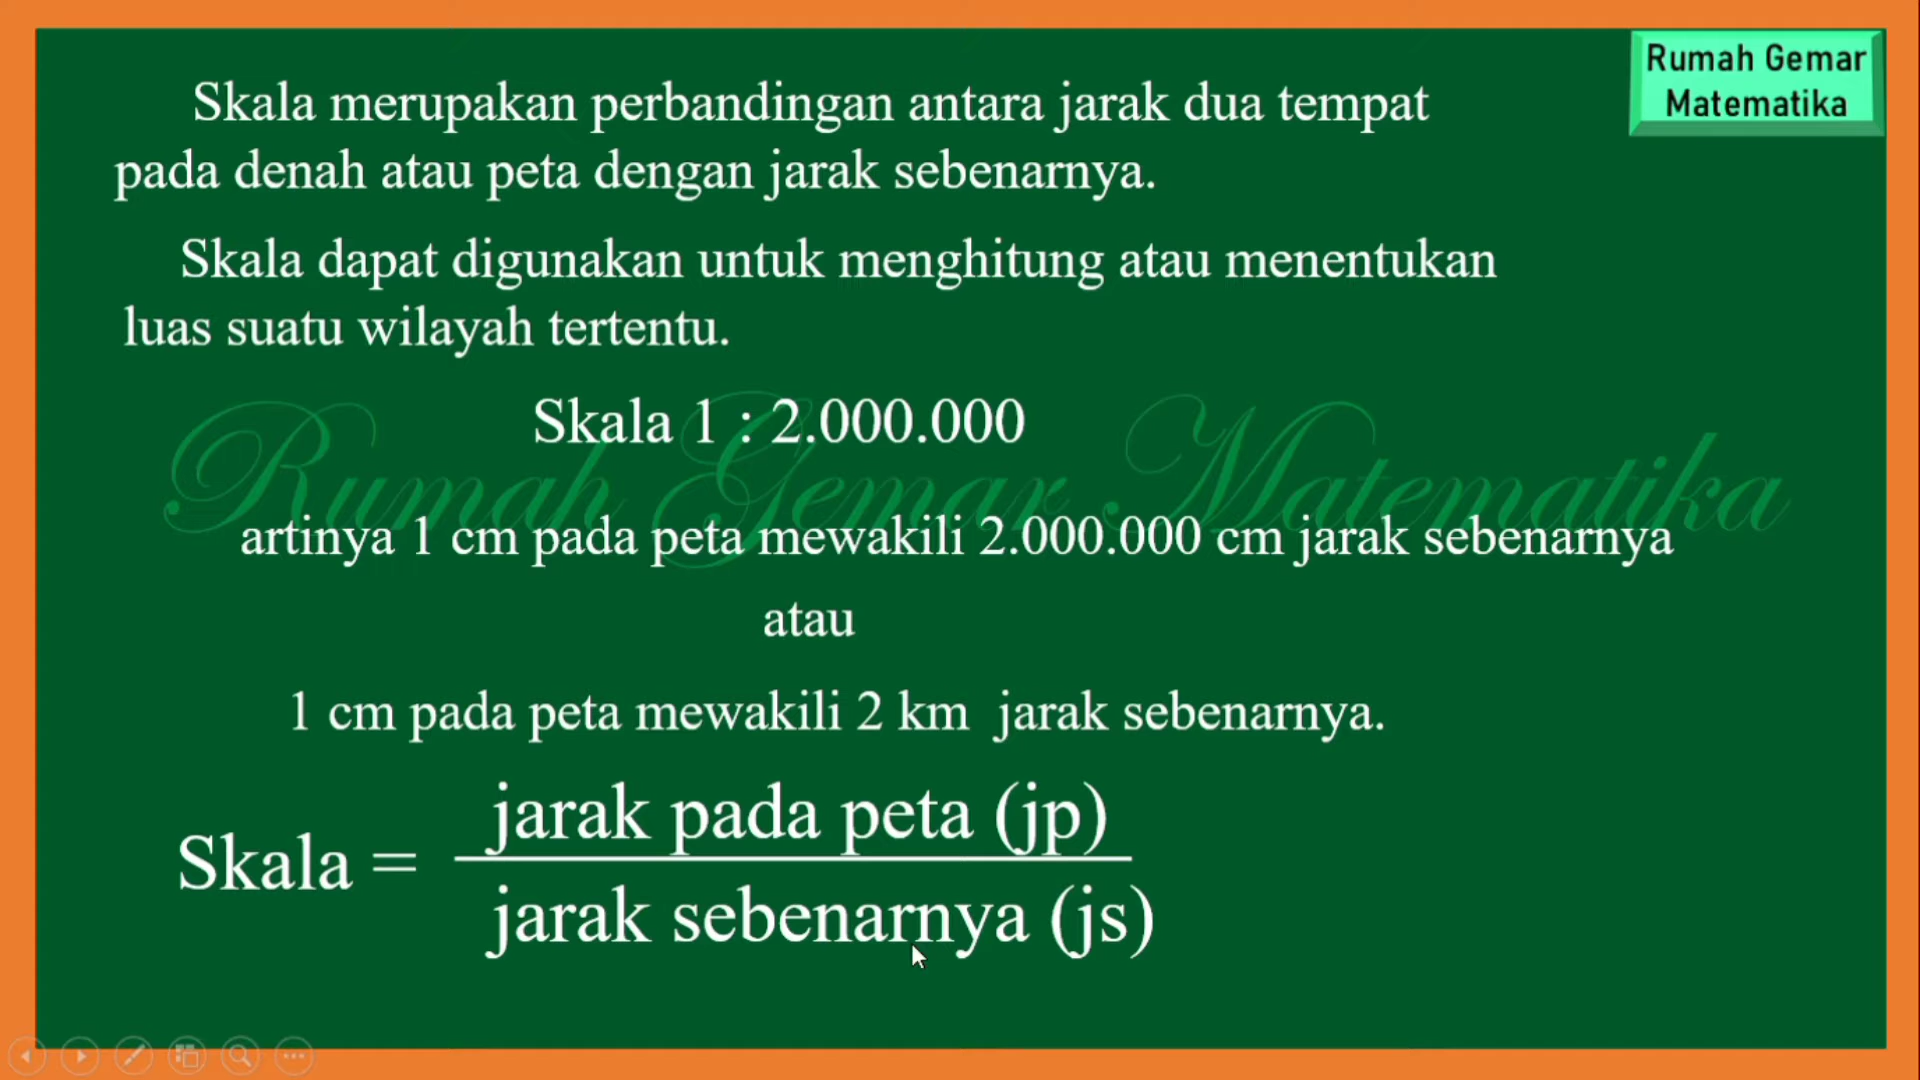 Rumah Gemar
Matematika
Skala merupakan perbandingan antara jarak dua tempat
pada denah atau peta dengan jarak sebenarnya.
Skala dapat digunakan untuk menghitung atau menentukan
luas suatu wilayah tertentu.
Skala 1 : 2.000.000
Rumah Gemar Matematika
artinya 1 cm pada peta mewakili 2.000.000 cm jarak sebenarnya
atau
1 cm pada peta mewakili 2 km jarak sebenarnya.
jarak pada peta (jp)
Skala =
jarak sebenarnya (js)